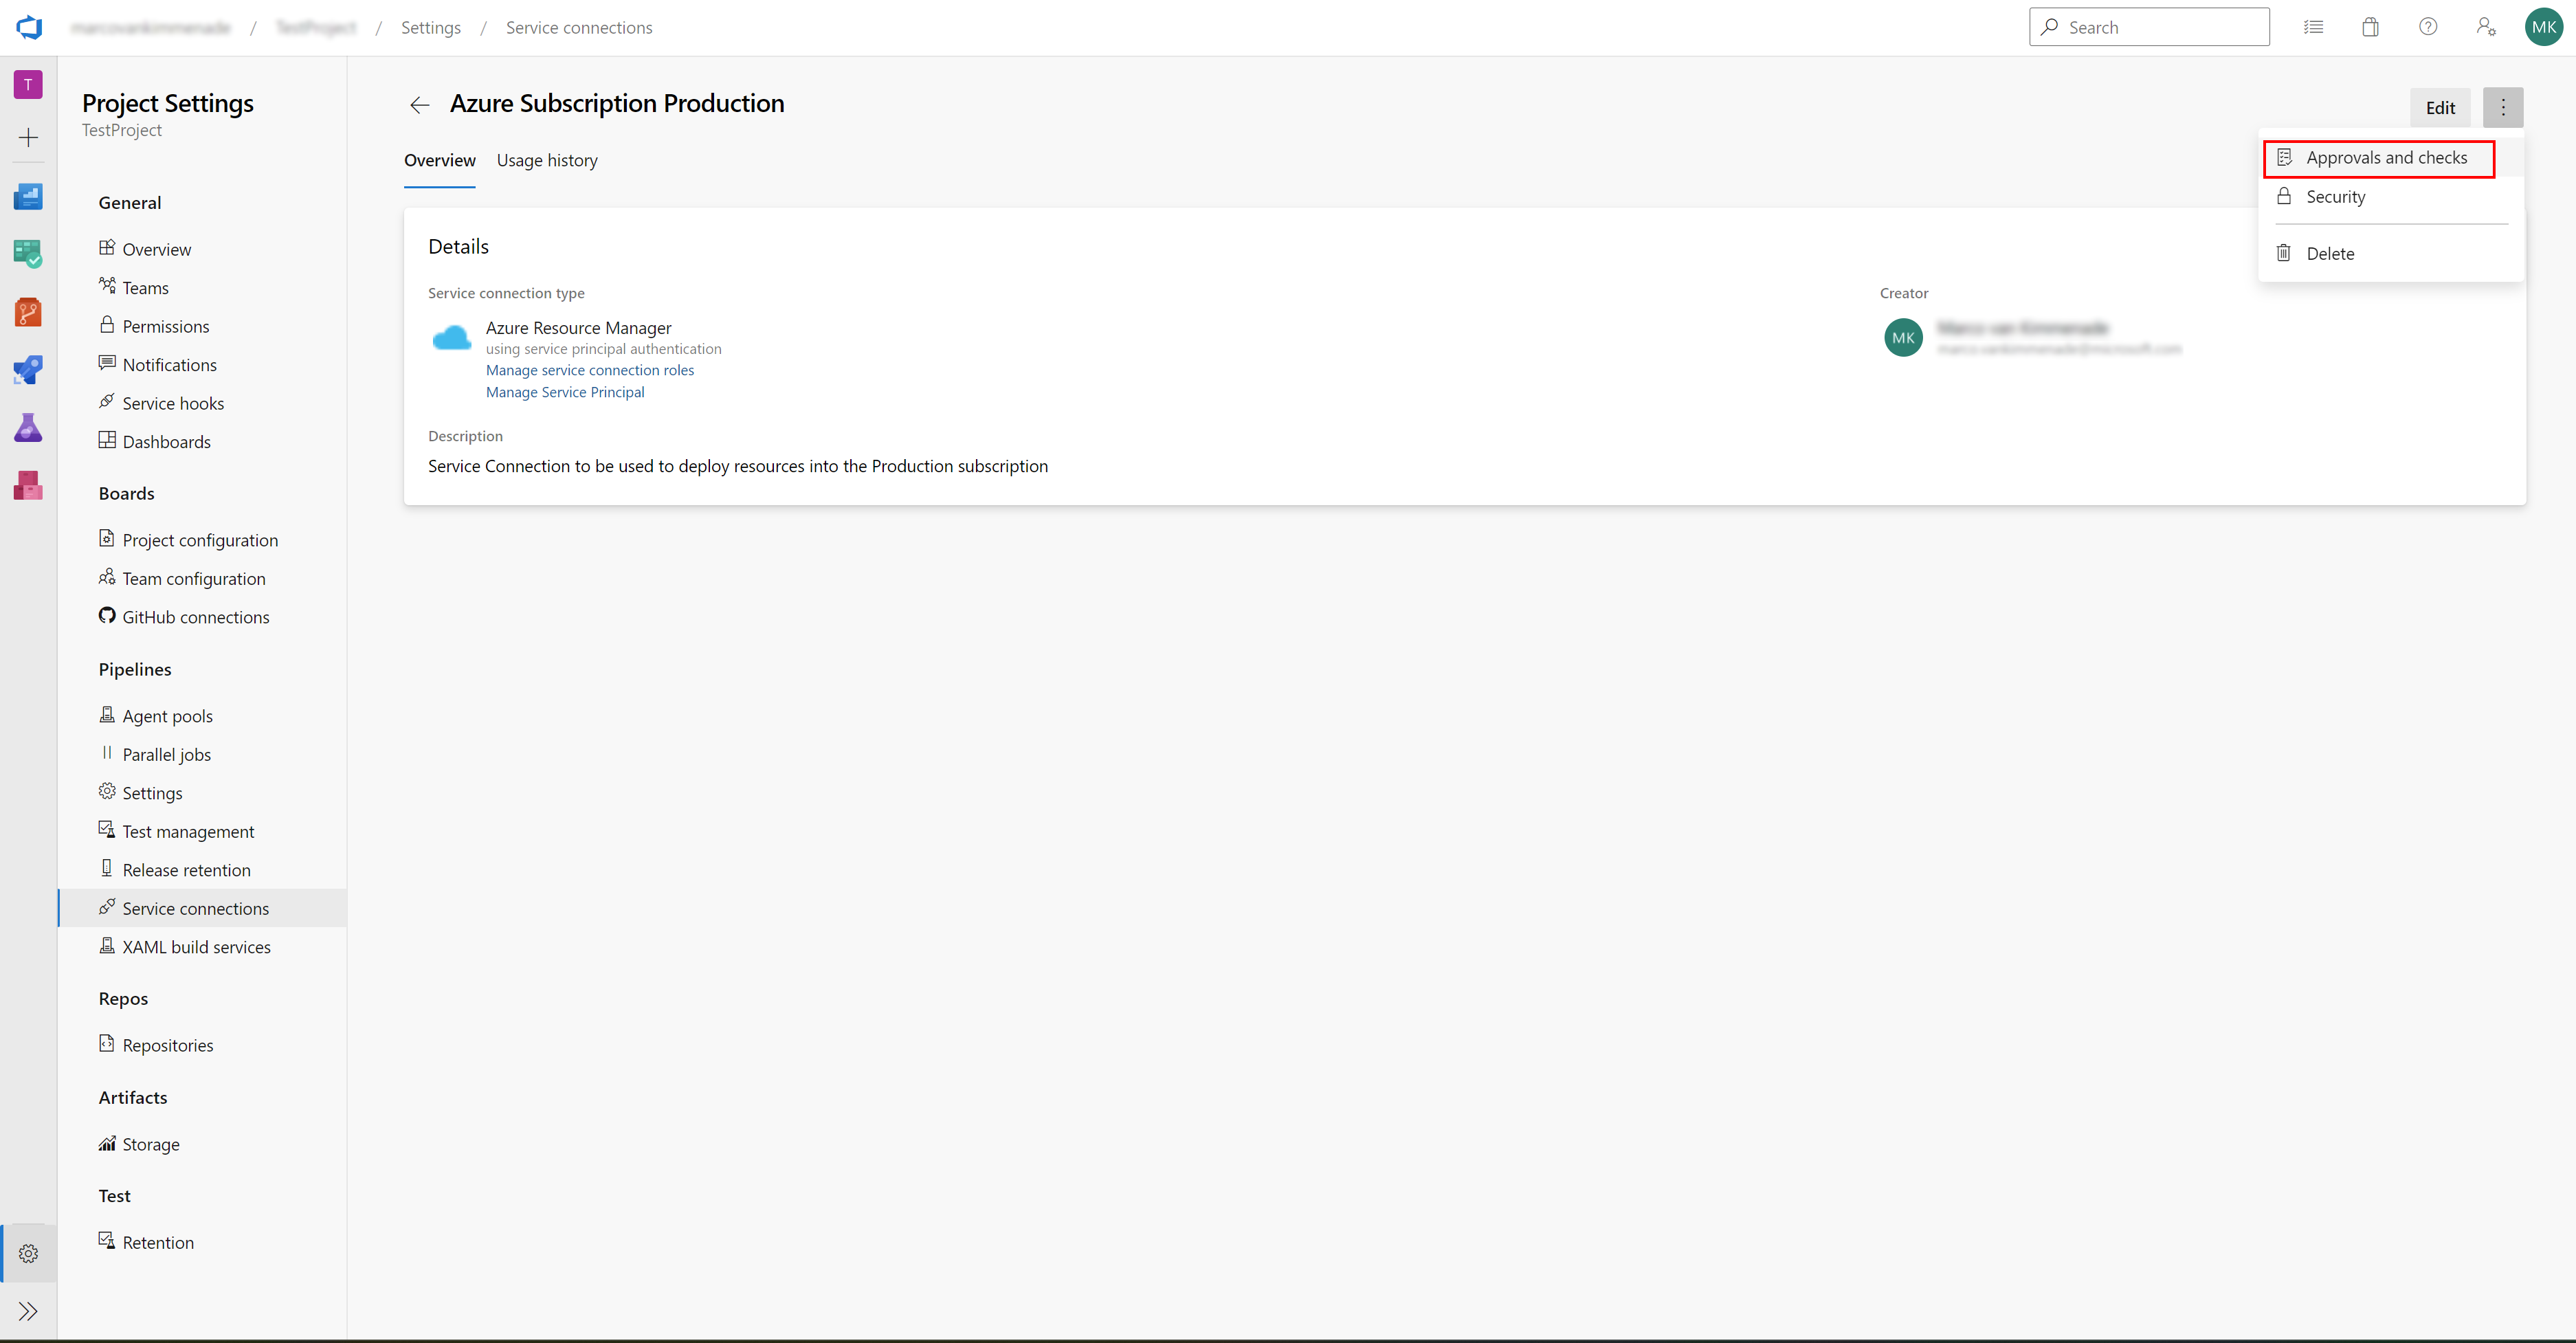 / / Settings / Service connections
Search
MK
T
Project Settings
TestProject
General
Overview
Teams
Permissions
Notifications
Service hooks
Dashboards
Boards
Project configuration
Team configuration
GitHub connections
Pipelines
Agent pools
Parallel jobs
Settings
Test management
Release retention
Service connections
XAML build services
Repos
Repositories
Artifacts
Storage
Test
Retention
Azure Subscription Production
Edit
Overview Usage history
Approvals and checks
Security
Delete
Details
Service connection type
Azure Resource Manager
using service principal authentication
Manage service connection roles
Manage Service Principal
Creator
MK
Description
Service Connection to be used to deploy resources into the Production subscription